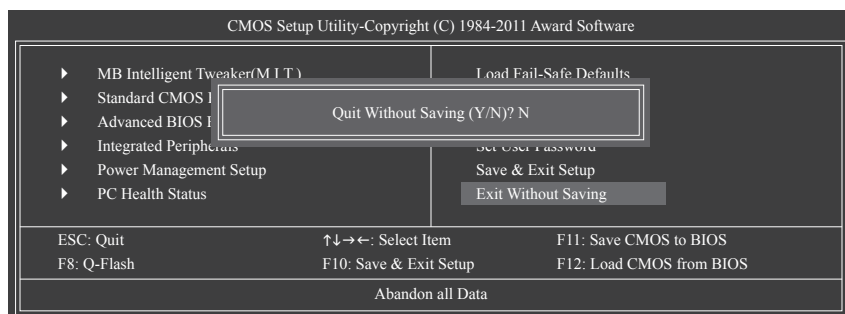 CMOS Setup Utility-Copyright (C) 1984-2011 Award Software
MB Intelligent Tweaker(M.I.T.)
Standard CMOS
Advanced BIOS
Integrated Peripherals
Power Management Setup
PC Health Status
Load Fail-Safe Defaults
Set User Password
Save & Exit Setup
Exit Without Saving
Quit Without Saving (Y/N)? N
ESC: Quit ↑↓→←: Select Item F11: Save CMOS to BIOS
F8: Q-Flash F10: Save & Exit Setup F12: Load CMOS from BIOS
Abandon all Data